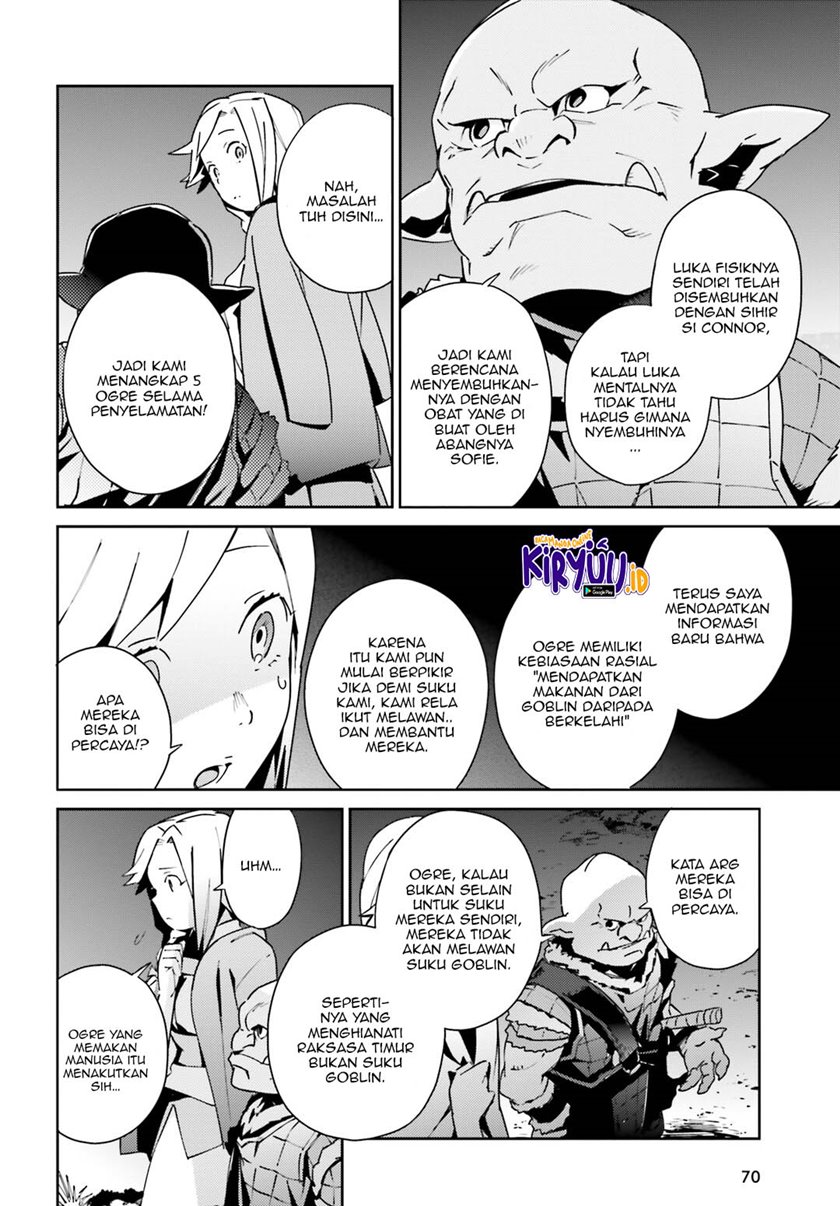 LUKA FISIKNYA
SENDIRI TELAH
DISEMBUHKAN
DENGAN SIHIR
SI CONNOR,
TAPI
KALAU LUKA
MENTALNYA
TIDAK TAHU
HARUS GIMANA
NYEMBUHINYA
...
JADI KAMI
BERENCANA
MENYEMBUHKAN-
NYA DENGAN
OBAT YANG DI
BUAT OLEH
ABANGNYA
SOFIE.
NAH,
MASALAH
TUH DISINI...
JADI KAMI
MENANGKAP 5
OGRE SELAMA
PENYELAMATAN!
KIRYUU.ID
Google Play
TERUS SAYA
MENDAPATKAN
INFORMASI
BARU BAHWA
OGRE MEMILIKI
KEBIASAAN RASIAL
"MENDAPATKAN
MAKANAN DARI
GOBLIN DARIPADA
BERKELAHI"
KARENA
ITU KAMI PUN
MULAI BERPIKIR
JIKA DEMI SUKU
KAMI, KAMI RELA
IKUT MELAWAN..
DAN MEMBANTU
MEREKA.
APA
MEREKA
BISA DI
PERCAYA!?
KATA ARG
MEREKA
BISA DI
PERCAYA.
OGRE, KALAU
BUKAN SELAIN
UNTUK SUKU
MEREKA SENDIRI,
MEREKA TIDAK
AKAN MELAWAN
SUKU GOBLIN.
SEPERTI-
NYA YANG
MENGHIANATI
RAKSASA TIMUR
BUKAN SUKU
GOBLIN.
UHM...
OGRE YANG
MEMAKAN
MANUSIA ITU
MENAKUTKAN
SIH...
70